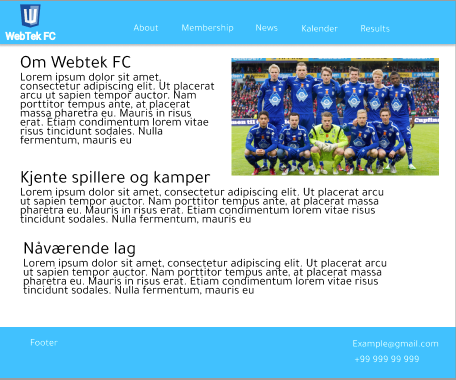 WebTek FC
About Membership News Kalender Results
Om Webtek FC
Lorem ipsum dolor sit amet,
consectetur adipiscing elit. Ut placerat
arcu ut sapien tempor auctor. Nam
porttitor tempus ante, at placerat
massa pharetra eu. Mauris in risus
erat. Etiam condimentum lorem vitae
risus tincidunt sodales. Nulla
fermentum, mauris eu
Kjente spillere og kamper
Lorem ipsum dolor sit amet, consectetur adipiscing elit. Ut placerat arcu
ut sapien tempor auctor. Nam porttitor tempus ante, at placerat massa
pharetra eu. Mauris in risus erat. Etiam condimentum lorem vitae risus
tincidunt sodales. Nulla fermentum, mauris eu
Nåværende lag
Lorem ipsum dolor sit amet, consectetur adipiscing elit. Ut placerat arcu
ut sapien tempor auctor. Nam porttitor tempus ante, at placerat massa
pharetra eu. Mauris in risus erat. Etiam condimentum lorem vitae risus
tincidunt sodales. Nulla fermentum, mauris eu
Footer
Example@gmail.com
+99 999 99 999